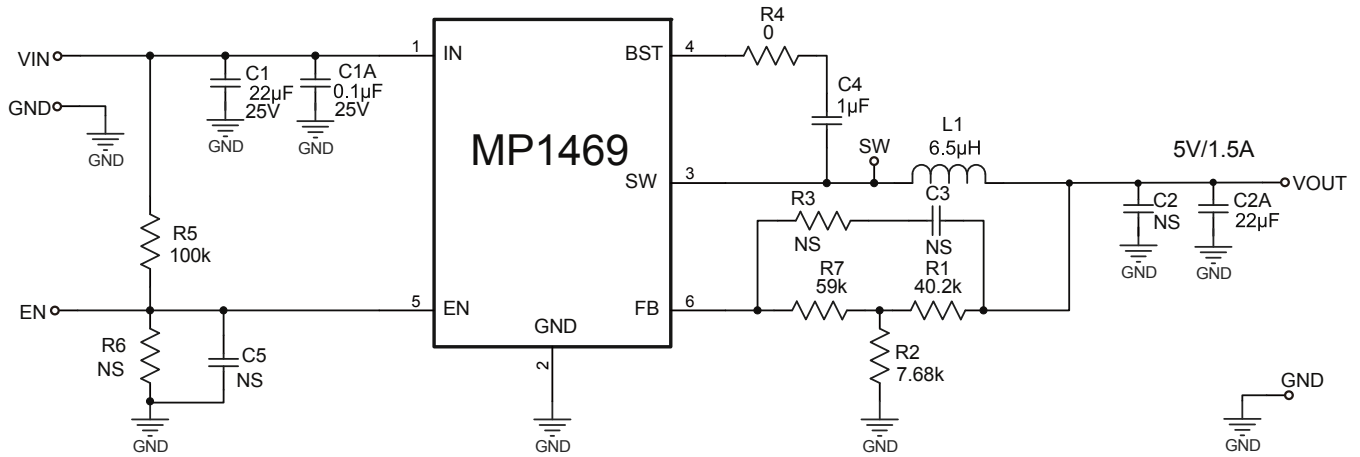 R4
0
VIN
1
IN
BST
4
C1
22µF
25V
C1A
0.1µF
25V
C4
1µF
GND
GND
GND
GND
MP1469
L1
6.5µH
SW
5V/1.5A
SW
3
VOUT
R3
NS
C3
NS
C2
NS
C2A
22µF
GND
GND
R5
100k
R7
59k
R1
40.2k
EN
5
EN
FB
6
GND
2
R6
NS
C5
NS
R2
7.68k
GND
GND
GND
GND
GND